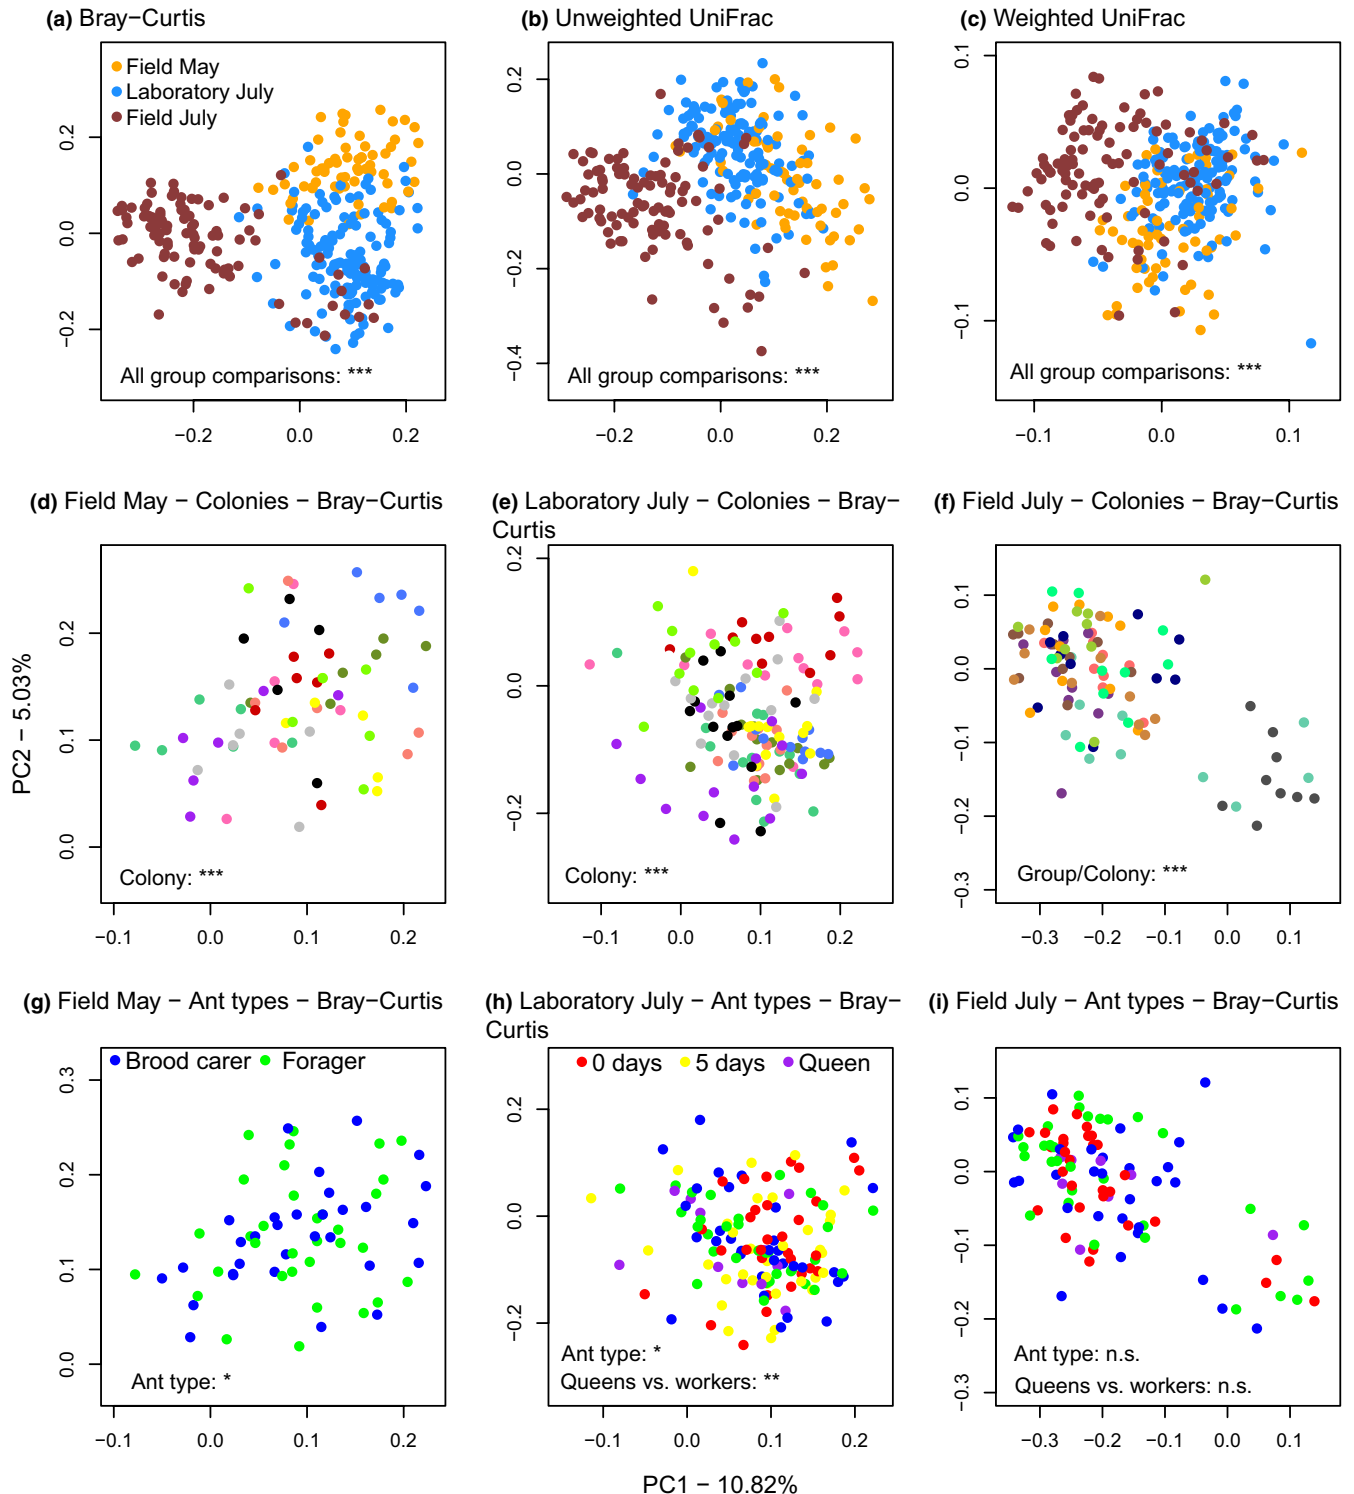 (a) Bray−Curtis
(b) Unweighted UniFrac
(c) Weighted UniFrac
Field May
Laboratory July
Field July
0.2
0.0
−0.2
All group comparisons: ***
−0.2 0.0 0.2
0.2
0.0
−0.2
−0.4
All group comparisons: ***
−0.2 0.0 0.2
0.1
0.0
−0.1
All group comparisons: ***
−0.1 0.0 0.1
(d) Field May − Colonies − Bray−Curtis
(e) Laboratory July − Colonies − Bray−
Curtis
(f) Field July − Colonies − Bray−Curtis
PC2 − 5.03%
0.2
0.1
0.0
Colony: ***
−0.1 0.0 0.1 0.2
0.2
0.0
−0.2
Colony: ***
−0.1 0.0 0.1 0.2
0.1
0.0
−0.1
−0.2
−0.3
Group/Colony: ***
−0.3 −0.2 −0.1 0.0 0.1
(g) Field May − Ant types − Bray−Curtis
(h) Laboratory July − Ant types − Bray−
Curtis
(i) Field July − Ant types − Bray−Curtis
Brood carer Forager
0.3
0.2
0.1
0.0
Ant type: *
−0.1 0.0 0.1 0.2
0 days 5 days Queen
0.2
0.0
−0.2
Ant type: *
Queens vs. workers: **
−0.1 0.0 0.1 0.2
0.1
0.0
−0.1
−0.2
−0.3
Ant type: n.s.
Queens vs. workers: n.s.
−0.3 −0.2 −0.1 0.0 0.1
PC1 − 10.82%